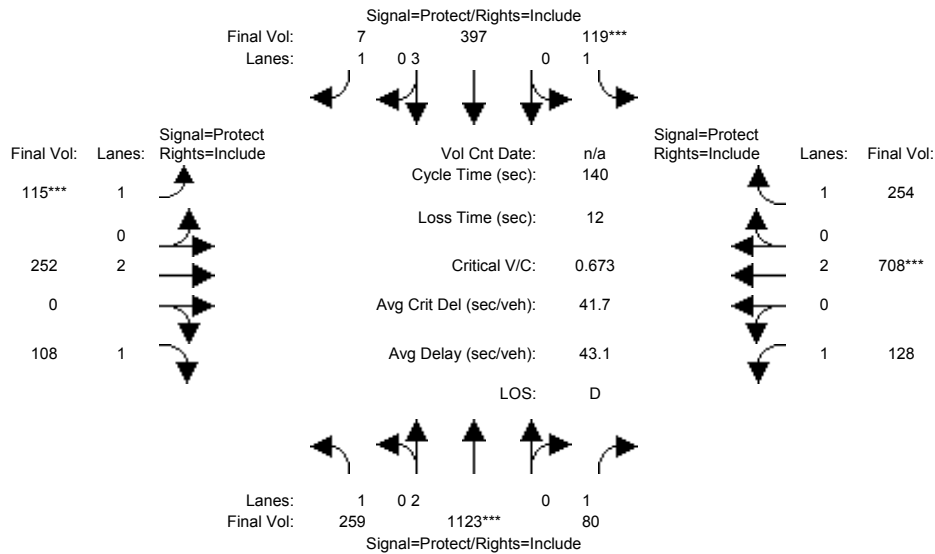 Signal=Protect/Rights=Include
Final Vol: 7 397 119***
Lanes: 1 0 3 0 1
Signal=Protect
Final Vol: Lanes: Rights=Include
Vol Cnt Date: n/a
Signal=Protect
Rights=Include Lanes: Final Vol:
Cycle Time (sec): 140
115*** 1
1 254
Loss Time (sec): 12
0
0
252 2
Critical V/C: 0.673
2 708***
0 0
Avg Crit Del (sec/veh): 41.7
0
108 1
Avg Delay (sec/veh): 43.1
1 128
LOS: D
Lanes: 1 0 2 0 1
Final Vol: 259 1123*** 80
Signal=Protect/Rights=Include